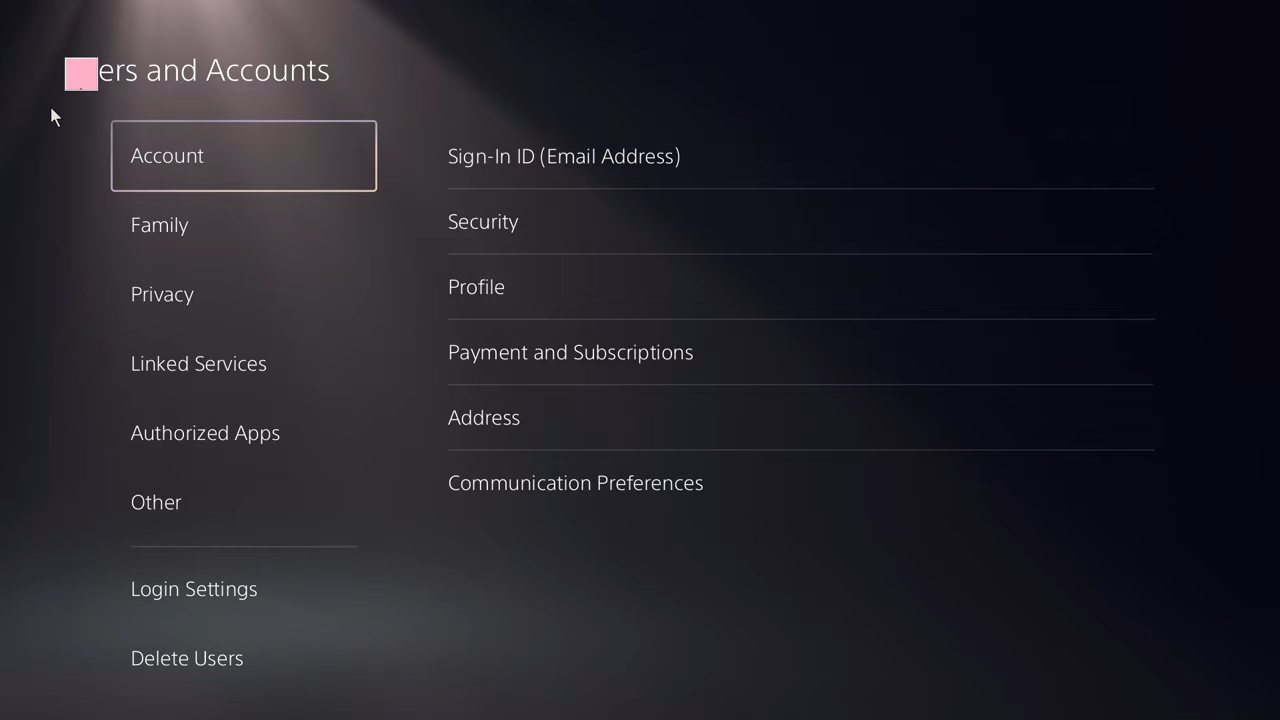 ers and Accounts
Account
Family
Privacy
Linked Services
Authorized Apps
Other
Login Settings
Delete Users
Sign-In ID (Email Address)
Security
Profile
Payment and Subscriptions
Address
Communication Preferences